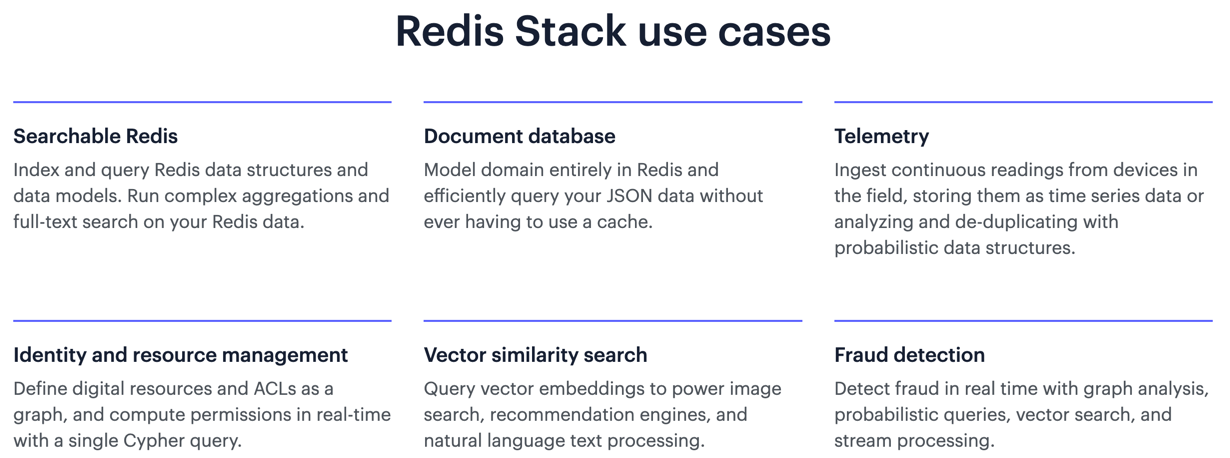 Redis Stack use cases
Searchable Redis
Index and query Redis data structures and
data models. Run complex aggregations and
full-text search on your Redis data.
Document database
Model domain entirely in Redis and
efficiently query your JSON data without
ever having to use a cache.
Telemetry
Ingest continuous readings from devices in
the field, storing them as time series data or
analyzing and de-duplicating with
probabilistic data structures.
Identity and resource management
Define digital resources and ACLs as a
graph, and compute permissions in real-time
with a single Cypher query.
Vector similarity search
Query vector embeddings to power image
search, recommendation engines, and
natural language text processing.
Fraud detection
Detect fraud in real time with graph analysis,
probabilistic queries, vector search, and
stream processing.